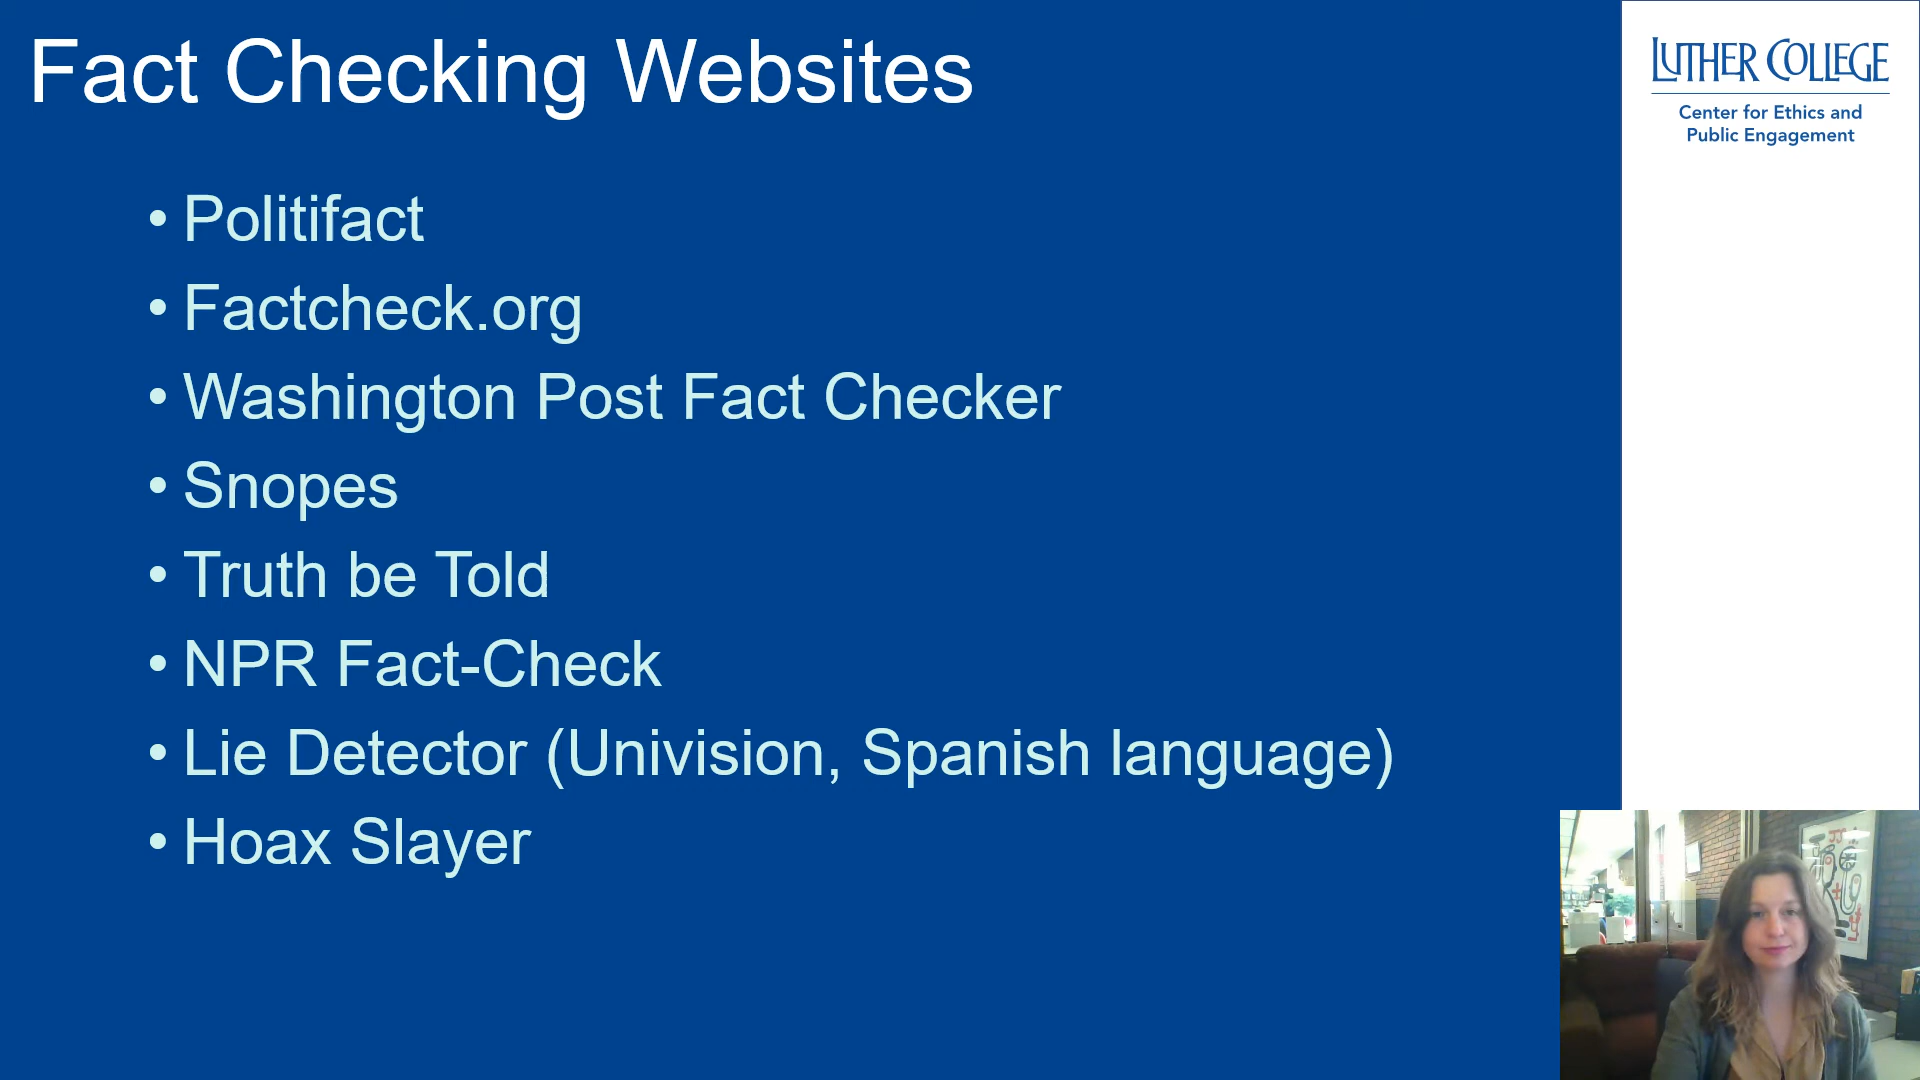 Fact Checking Websites
• Politifact
• Factcheck.org
• Washington Post Fact Checker
• Snopes
• Truth be Told
• NPR Fact-Check
• Lie Detector (Univision, Spanish language)
• Hoax Slayer
LUTHER COLLEGE
Center for Ethics and
Public Engagement